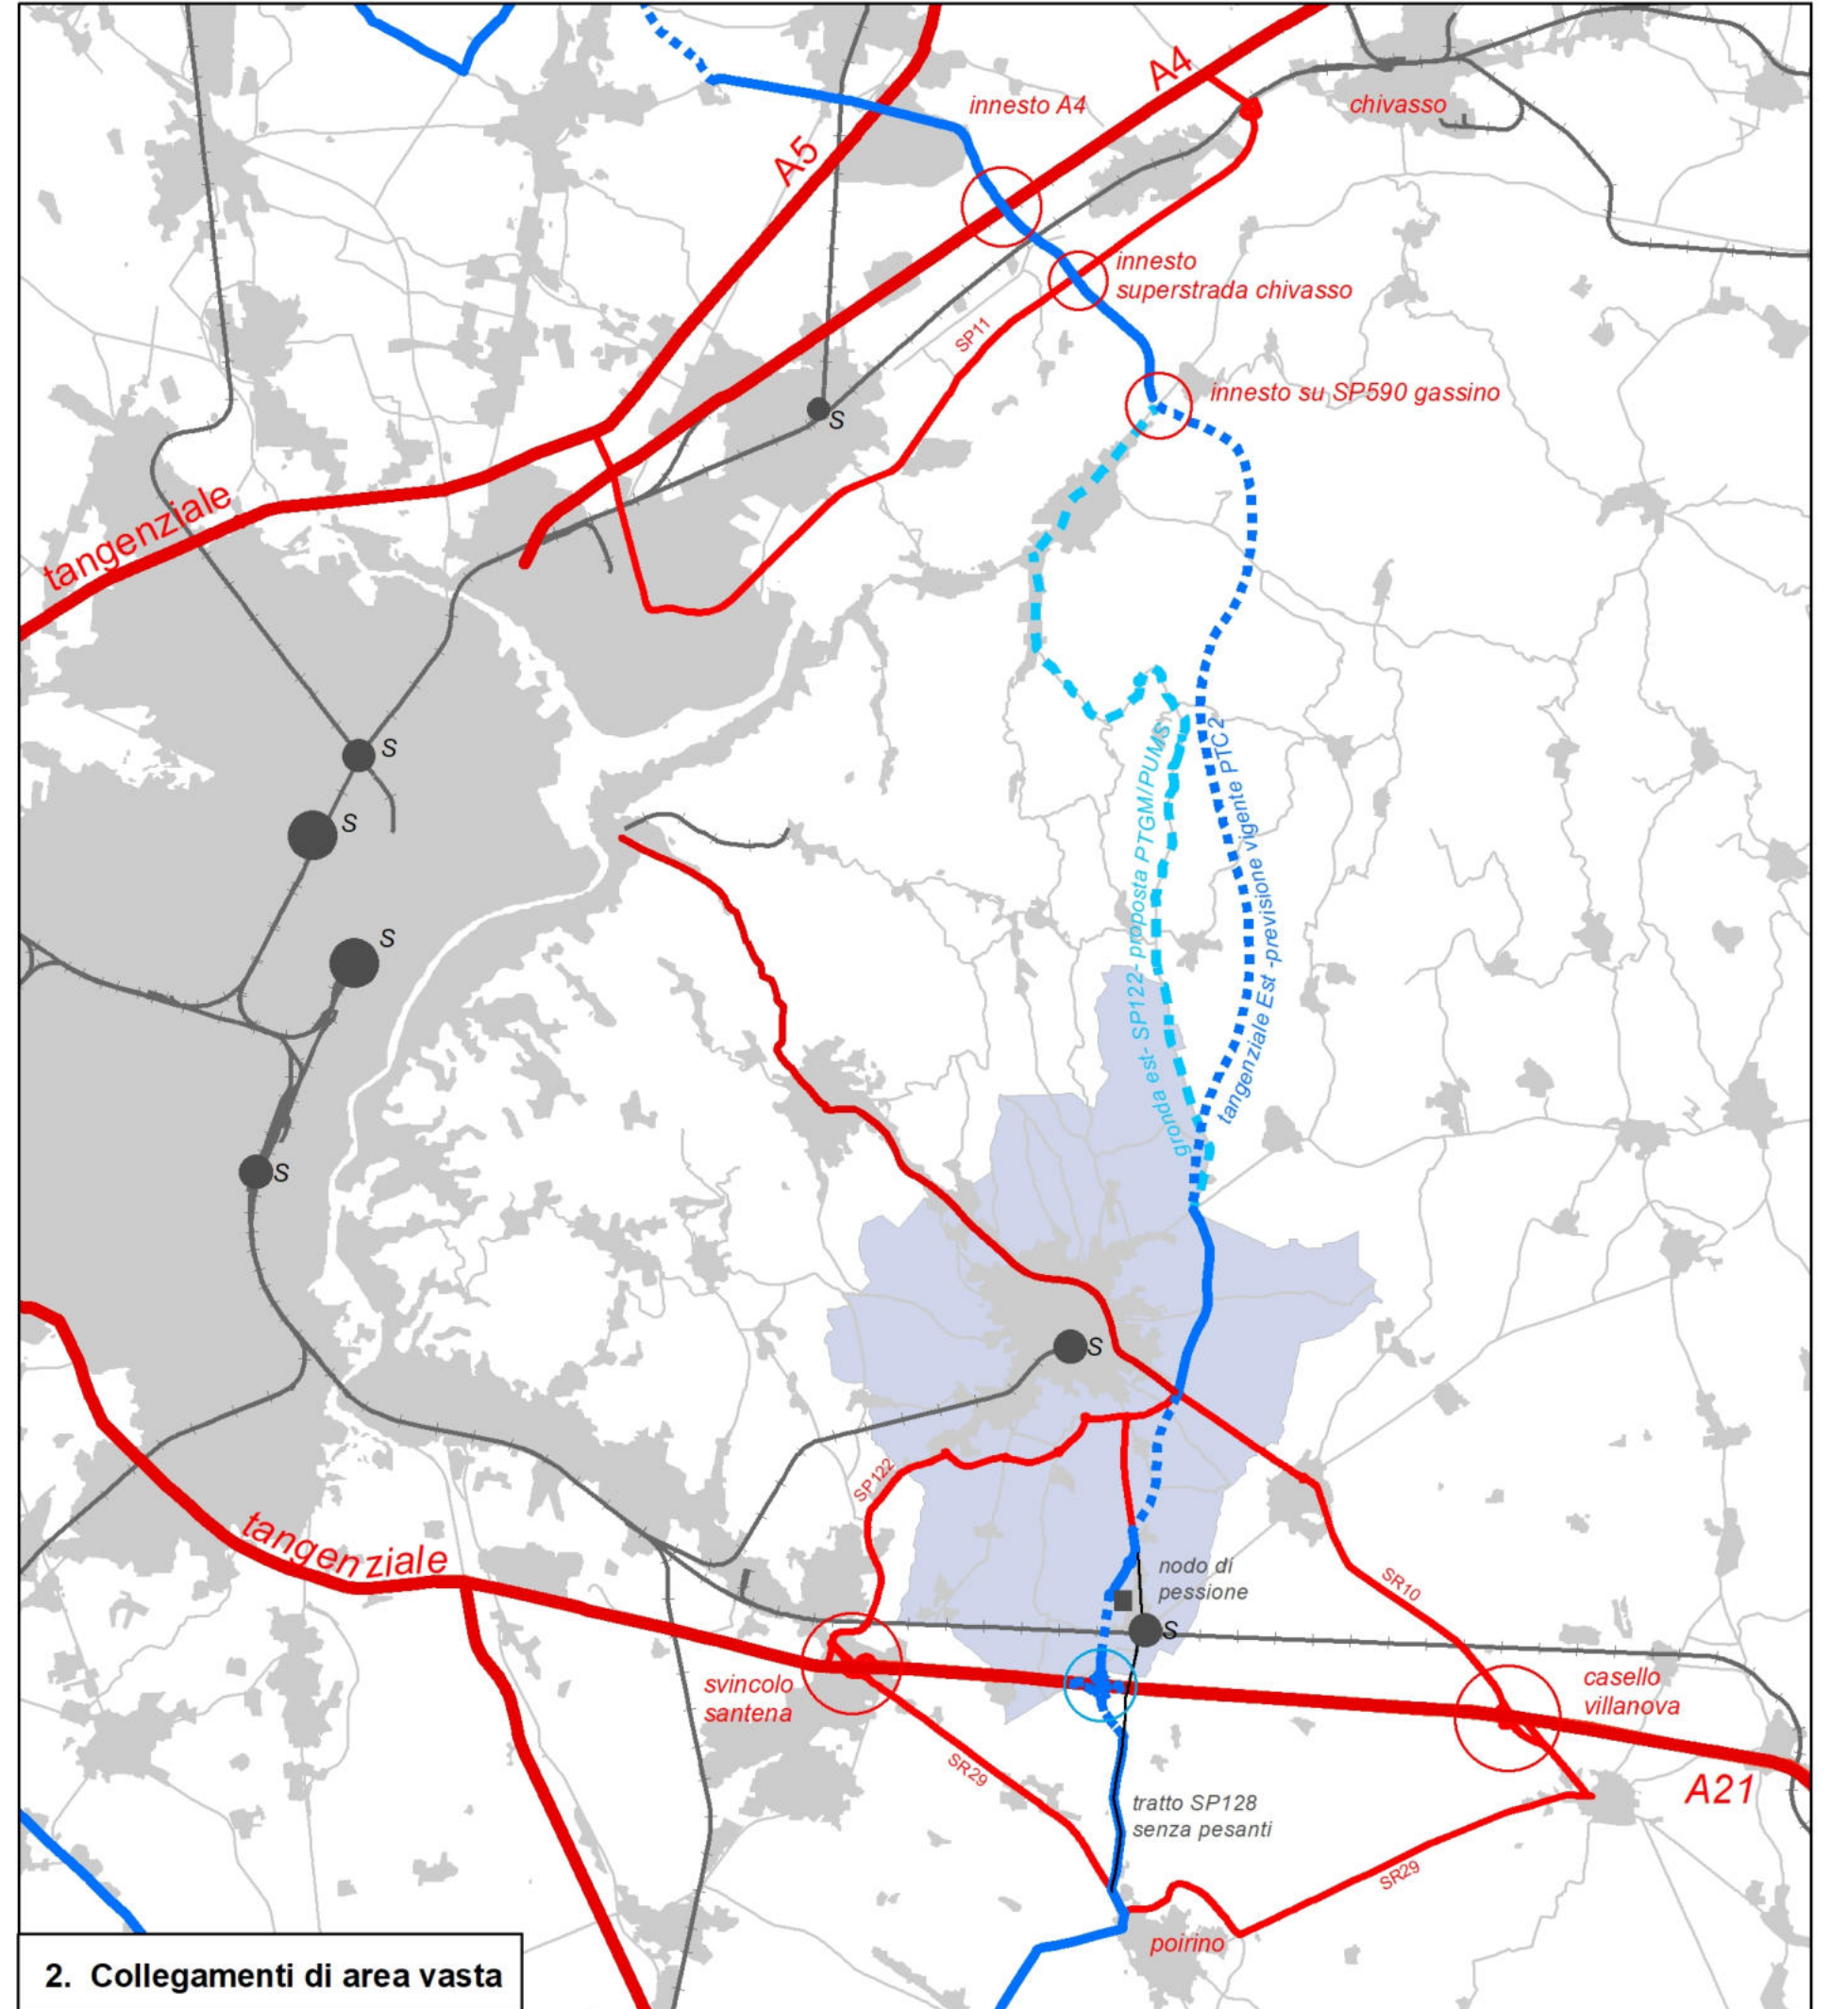 A4
innesto A4
chivasso
A5
innesto
superstrada chivasso
SP11
innesto su SP590 gassino
S
tangenziale
S
S
S
S
gronda est- SP122- proposta PTGM/PUMS
tangenziale Est -previsione vigente PTC2
S
SP122
tangenziale
nodo di
pessione
SR10
S
svincolo
santena
casello
villanova
SR29
A21
tratto SP128
senza pesanti
SR29
poirino
2. Collegamenti di area vasta